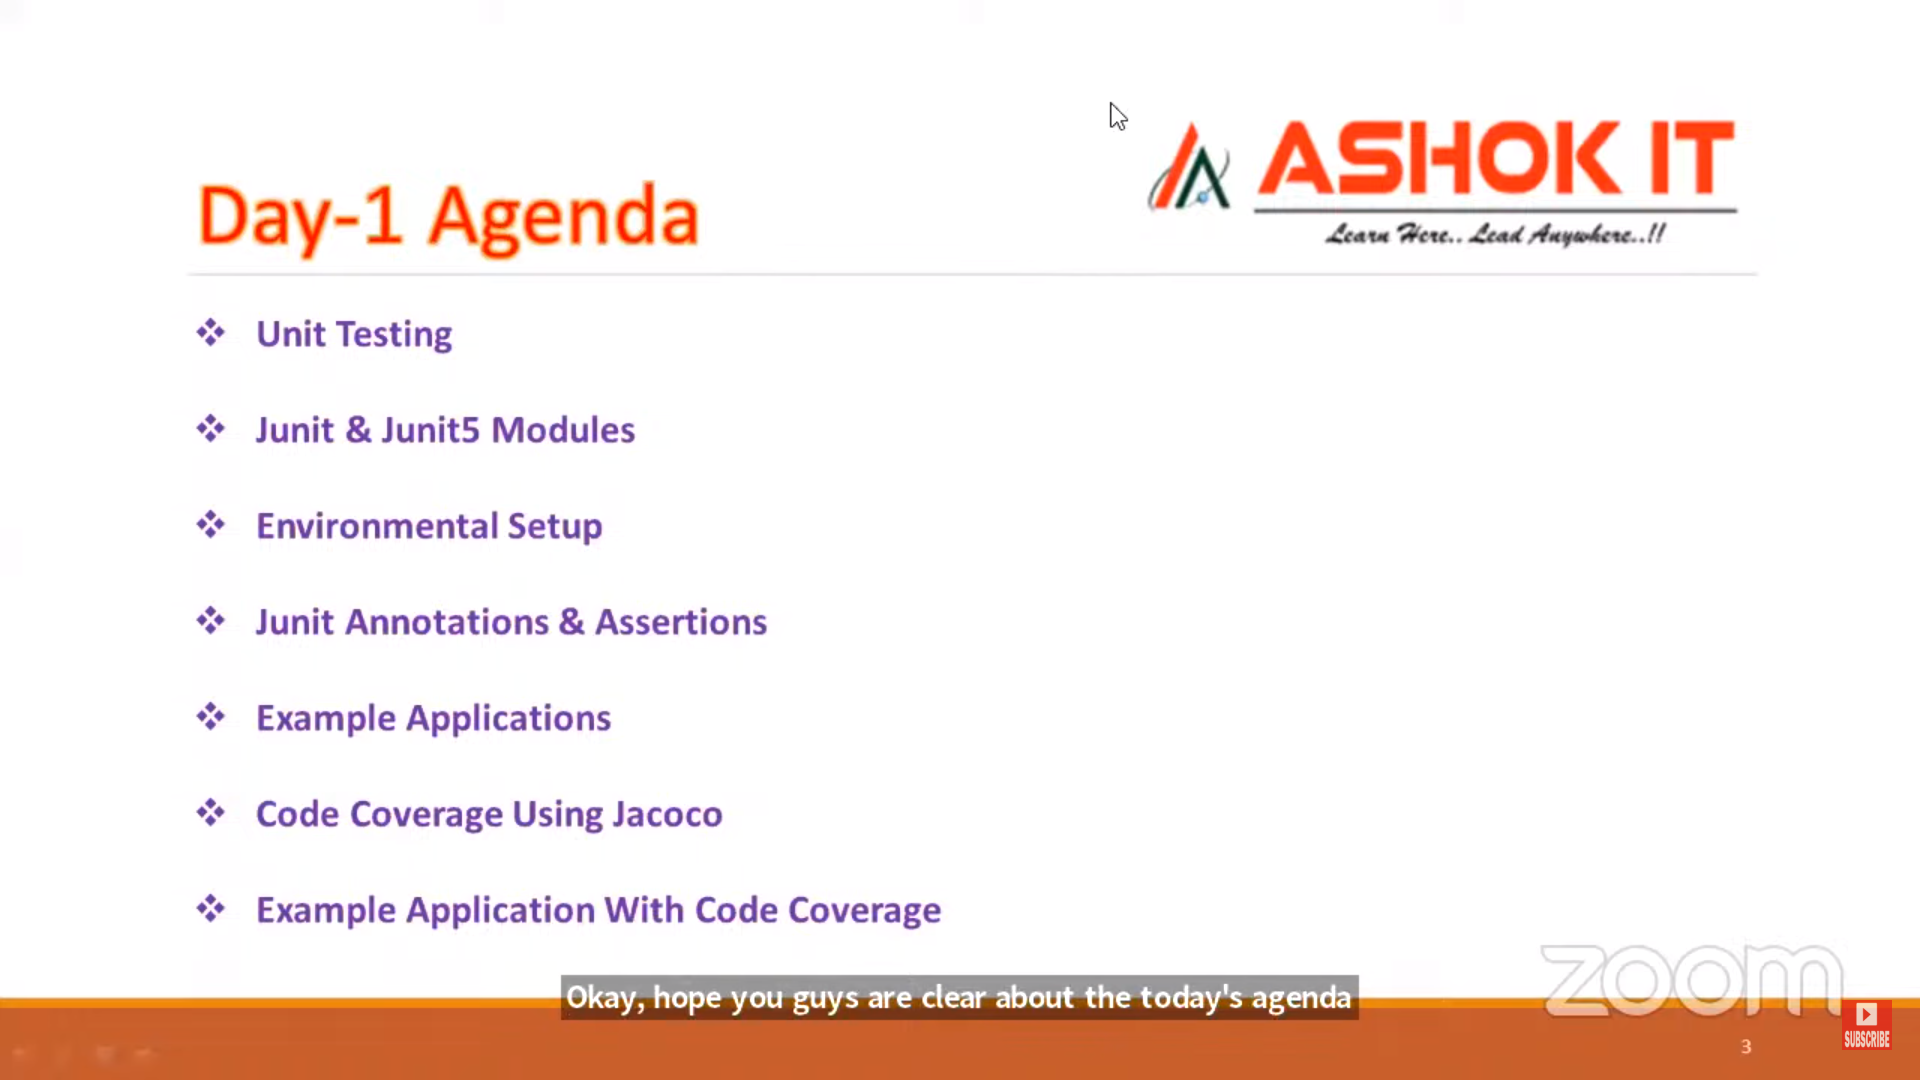 ASHOK IT
Learn Here.. Lead Anywhere..!!
Day-1 Agenda
Unit Testing
Junit & Junit5 Modules
Environmental Setup
Junit Annotations & Assertions
Example Applications
Code Coverage Using Jacoco
Example Application With Code Coverage
zoom
Okay, hope you guys are clear about the today's agenda
SUBSCRIBE
3